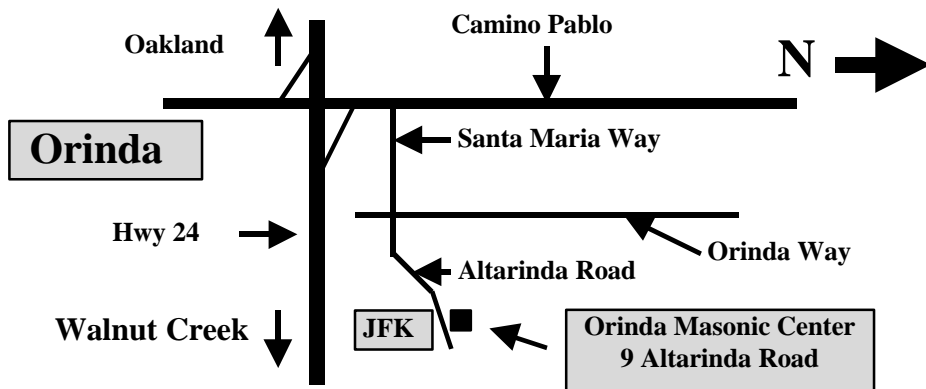 Camino Pablo
Oakland
N
Orinda
Santa Maria Way
Hwy 24
Orinda Way
Altarinda Road
Walnut Creek
JFK
Orinda Masonic Center
9 Altarinda Road